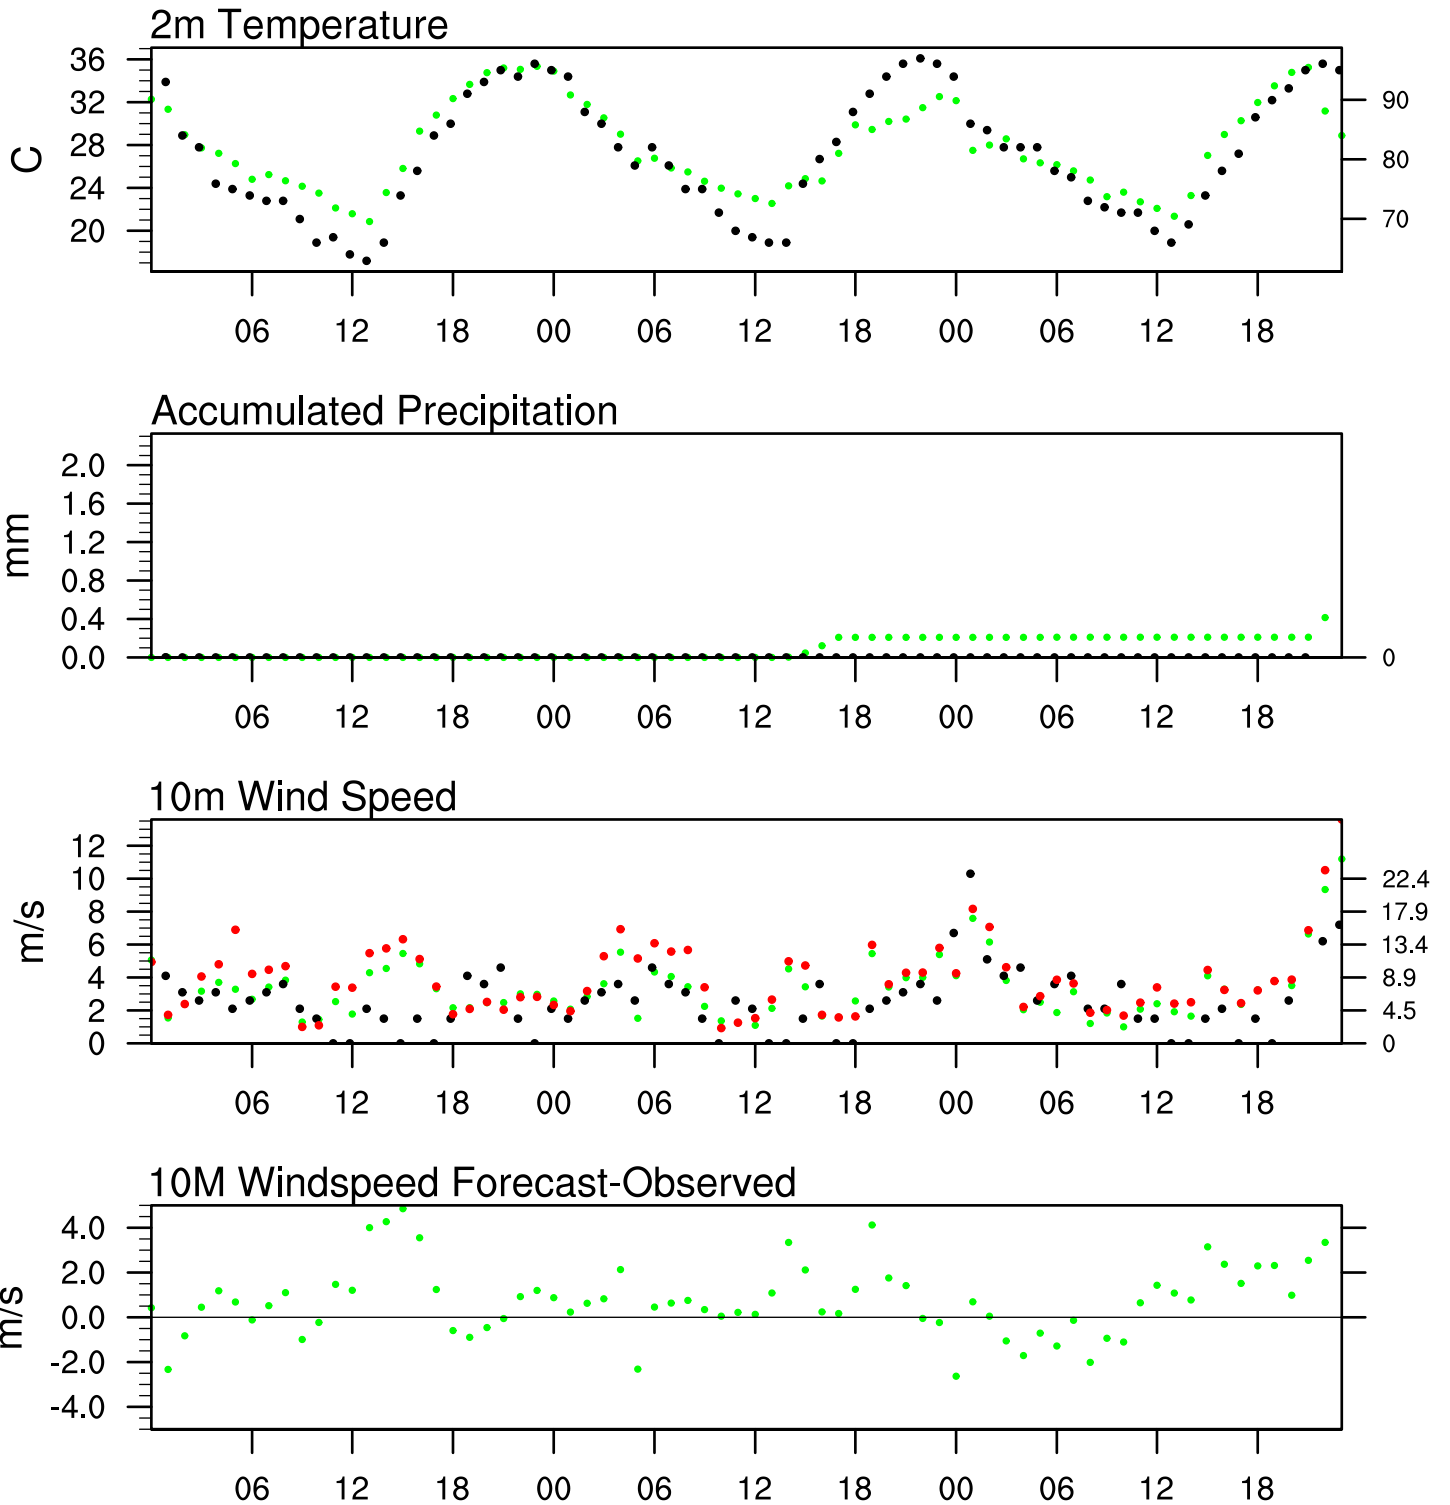 2m Temperature
C
36
32
28
24
20
90
80
70
06 12 18 00 06 12 18 00 06 12 18
Accumulated Precipitation
mm
2.0
1.6
1.2
0.8
0.4
0.0
0
06 12 18 00 06 12 18 00 06 12 18
10m Wind Speed
m/s
12
10
8
6
4
2
0
22.4
17.9
13.4
8.9
4.5
0
06 12 18 00 06 12 18 00 06 12 18
10M Windspeed Forecast-Observed
m/s
4.0
2.0
0.0
-2.0
-4.0
06 12 18 00 06 12 18 00 06 12 18